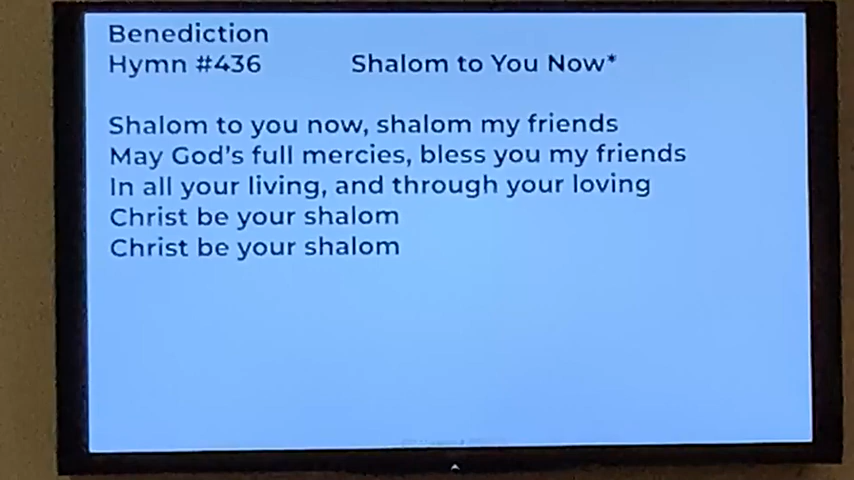 Benediction
Hymn #436 Shalom to You Now*
Shalom to you now, shalom my friends
May God's full mercies, bless you my friends
In all your living, and through your loving
Christ be your shalom
Christ be your shalom